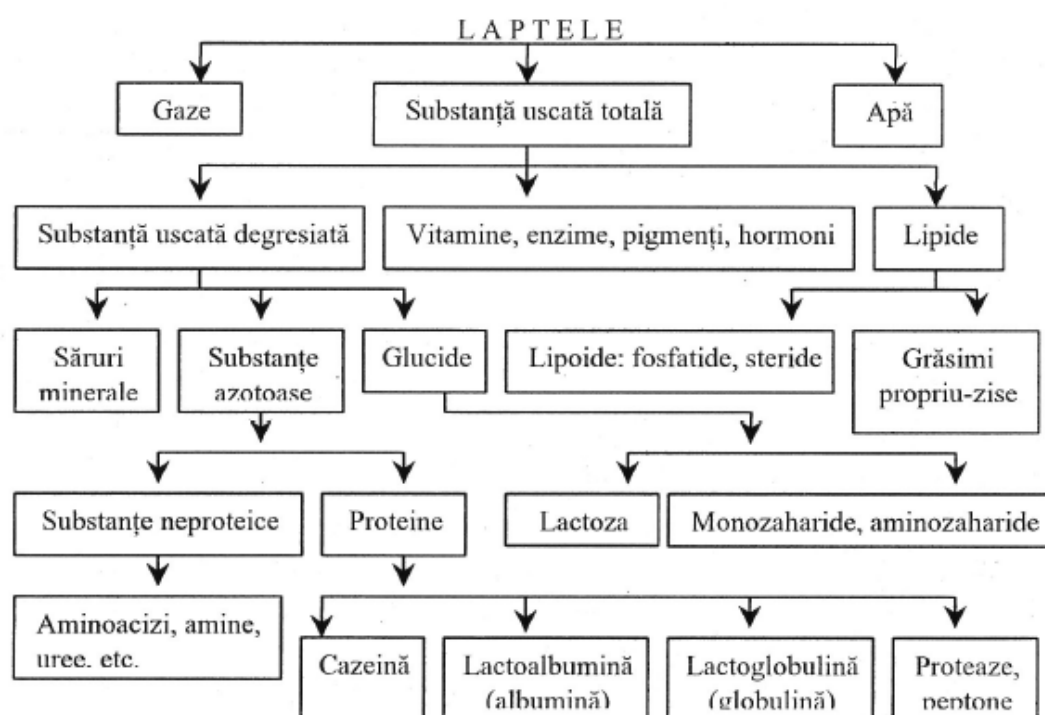 LAPTELE
Gaze
Substanță uscată totală
Apă
Substanță uscată degresiată
Vitamine, enzime, pigmenți, hormoni
Lipide
Săruri
minerale
Substanțe
azotoase
Glucide
Lipoide: fosfatide, steride
Grăsimi
propriu-zise
Substanțe neproteice
Proteine
Lactoza
Monozaharide, aminozaharide
Aminoacizi, amine,
uree. etc.
Cazeină
Lactoalbumină
(albumină)
Lactoglobulină
(globulină)
Proteaze,
peptone